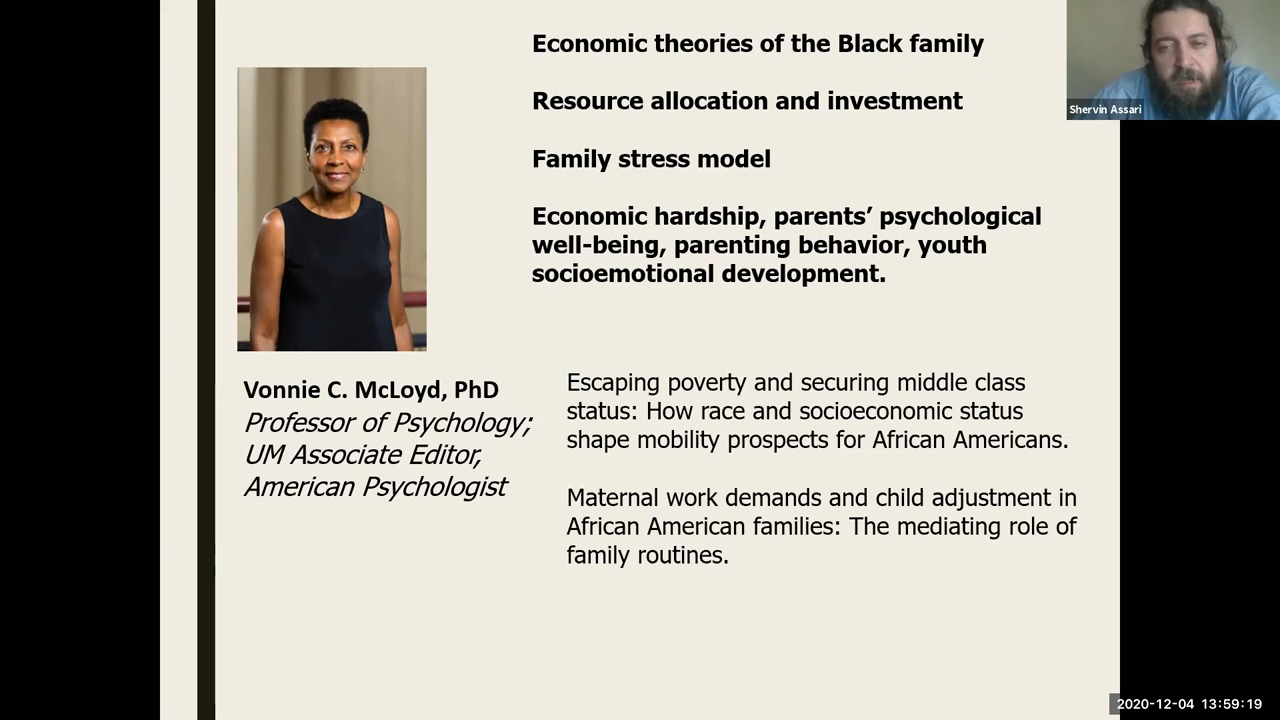 Economic theories of the Black family
Resource allocation and investment
Family stress model
Economic hardship, parents’ psychological
well-being, parenting behavior, youth
socioemotional development.
Shervin Assari
Vonnie C. McLoyd, PhD
Professor of Psychology;
UM Associate Editor,
American Psychologist
Escaping poverty and securing middle class
status: How race and socioeconomic status
shape mobility prospects for African Americans.
Maternal work demands and child adjustment in
African American families: The mediating role of
family routines.
2020-12-04 13:59:19